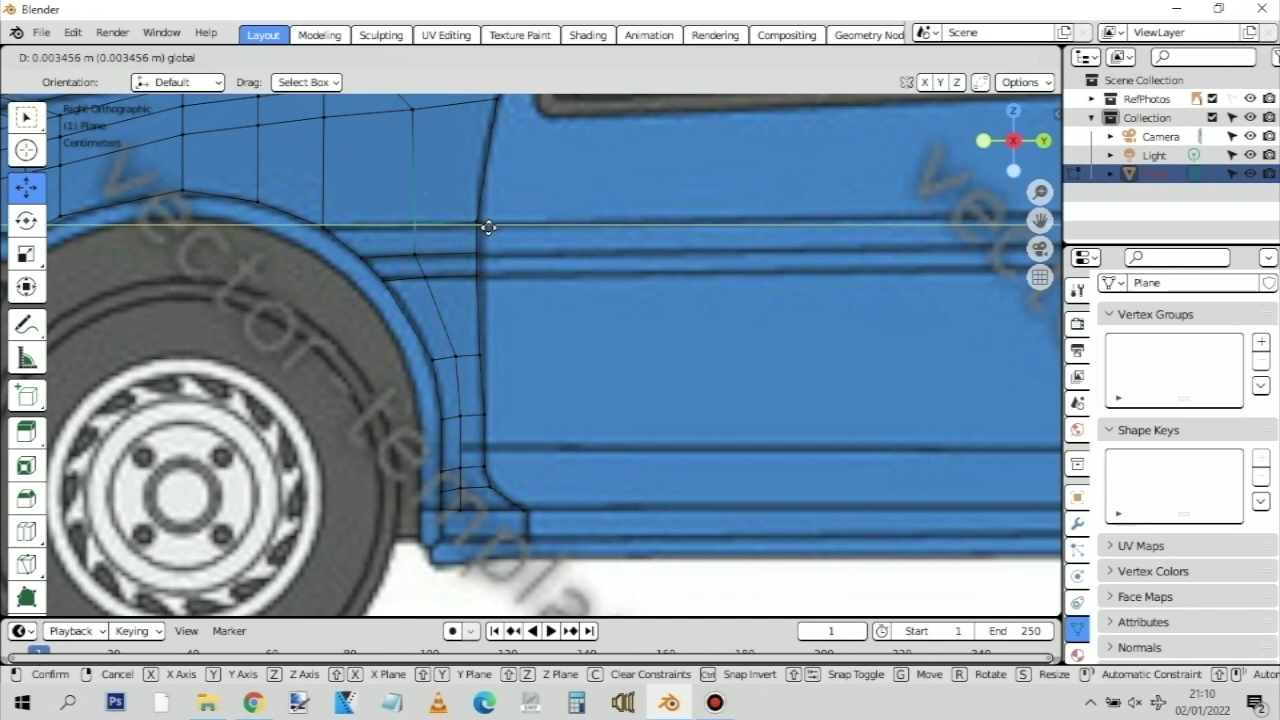 Blender
File Edit Render Window Help
Layout Modeling Sculpting UV Editing Texture Paint Shading Animation Rendering Compositing Geometry Nod
Scene
ViewLayer
D: 0.003456 m (0.003456 m) global
Orientation: Default Drag: Select Box
X Y Z Options
Right Orthographic
(1) Plane
Centimeters
Z
X
Y
Scene Collection
RefPhotos
Collection
Camera
Light
Plane
Vertex Groups
Shape Keys
UV Maps
Vertex Colors
Face Maps
Attributes
Normals
Playback Keying View Marker
1 Start 1 End 250
Confirm Cancel X X Axis Y Y Axis Z Z Axis X X Plane Y Y Plane Z Z Plane C Clear Constraints Ctrl Snap Invert Snap Toggle G Move R Rotate S Resize Automatic Constraint Autor
Ps
21:10
02/01/2022
2